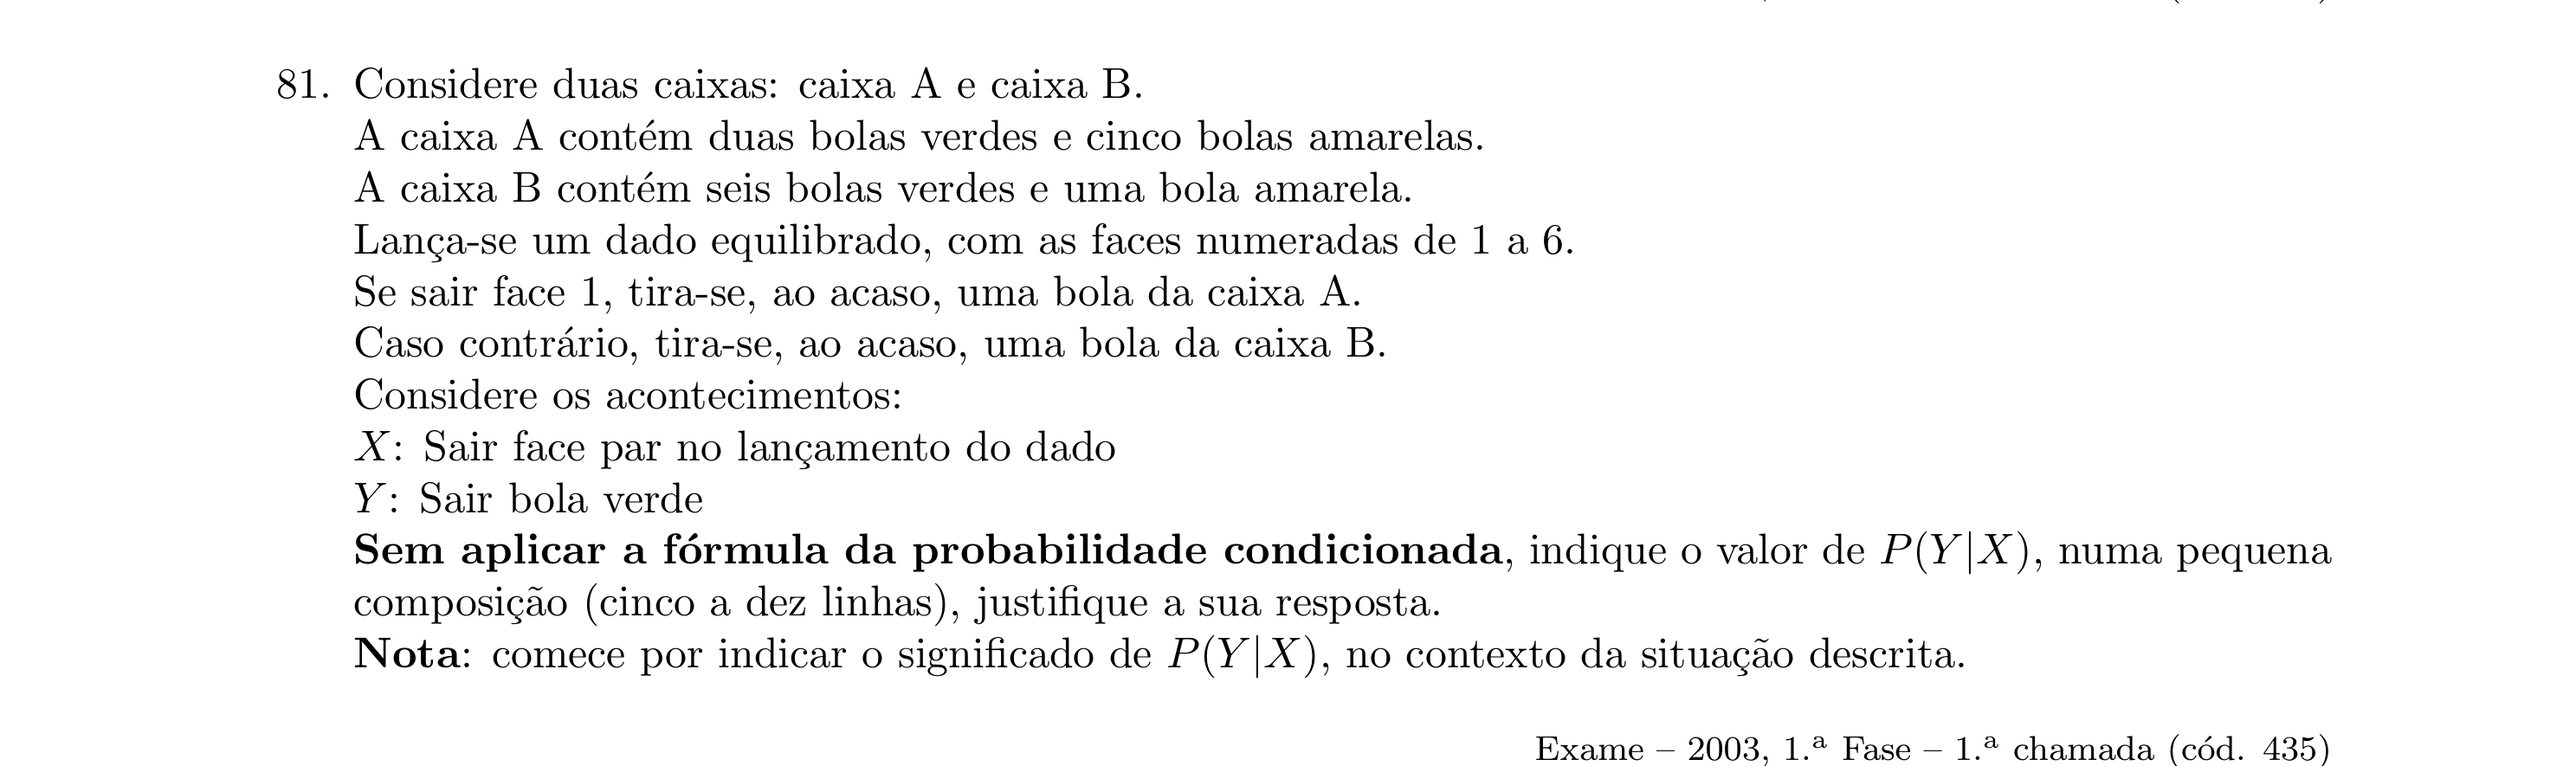 81. Considere duas caixas: caixa A e caixa B.
A caixa A contém duas bolas verdes e cinco bolas amarelas.
A caixa B contém seis bolas verdes e uma bola amarela.
Lança-se um dado equilibrado, com as faces numeradas de 1 a 6.
Se sair face 1, tira-se, ao acaso, uma bola da caixa A.
Caso contrário, tira-se, ao acaso, uma bola da caixa B.
Considere os acontecimentos:
X: Sair face par no lançamento do dado
Y: Sair bola verde
Sem aplicar a fórmula da probabilidade condicionada, indique o valor de P(Y|X), numa pequena
composição (cinco a dez linhas), justifique a sua resposta.
Nota: comece por indicar o significado de P(Y|X), no contexto da situação descrita.
Exame – 2003, 1.ª Fase – 1.ª chamada (cód. 435)